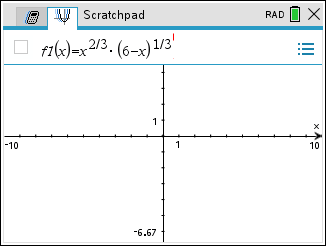 Scratchpad RAD
f1(x)=x^2/3·(6−x)^1/3
1
x
-10 1 10
-6.67